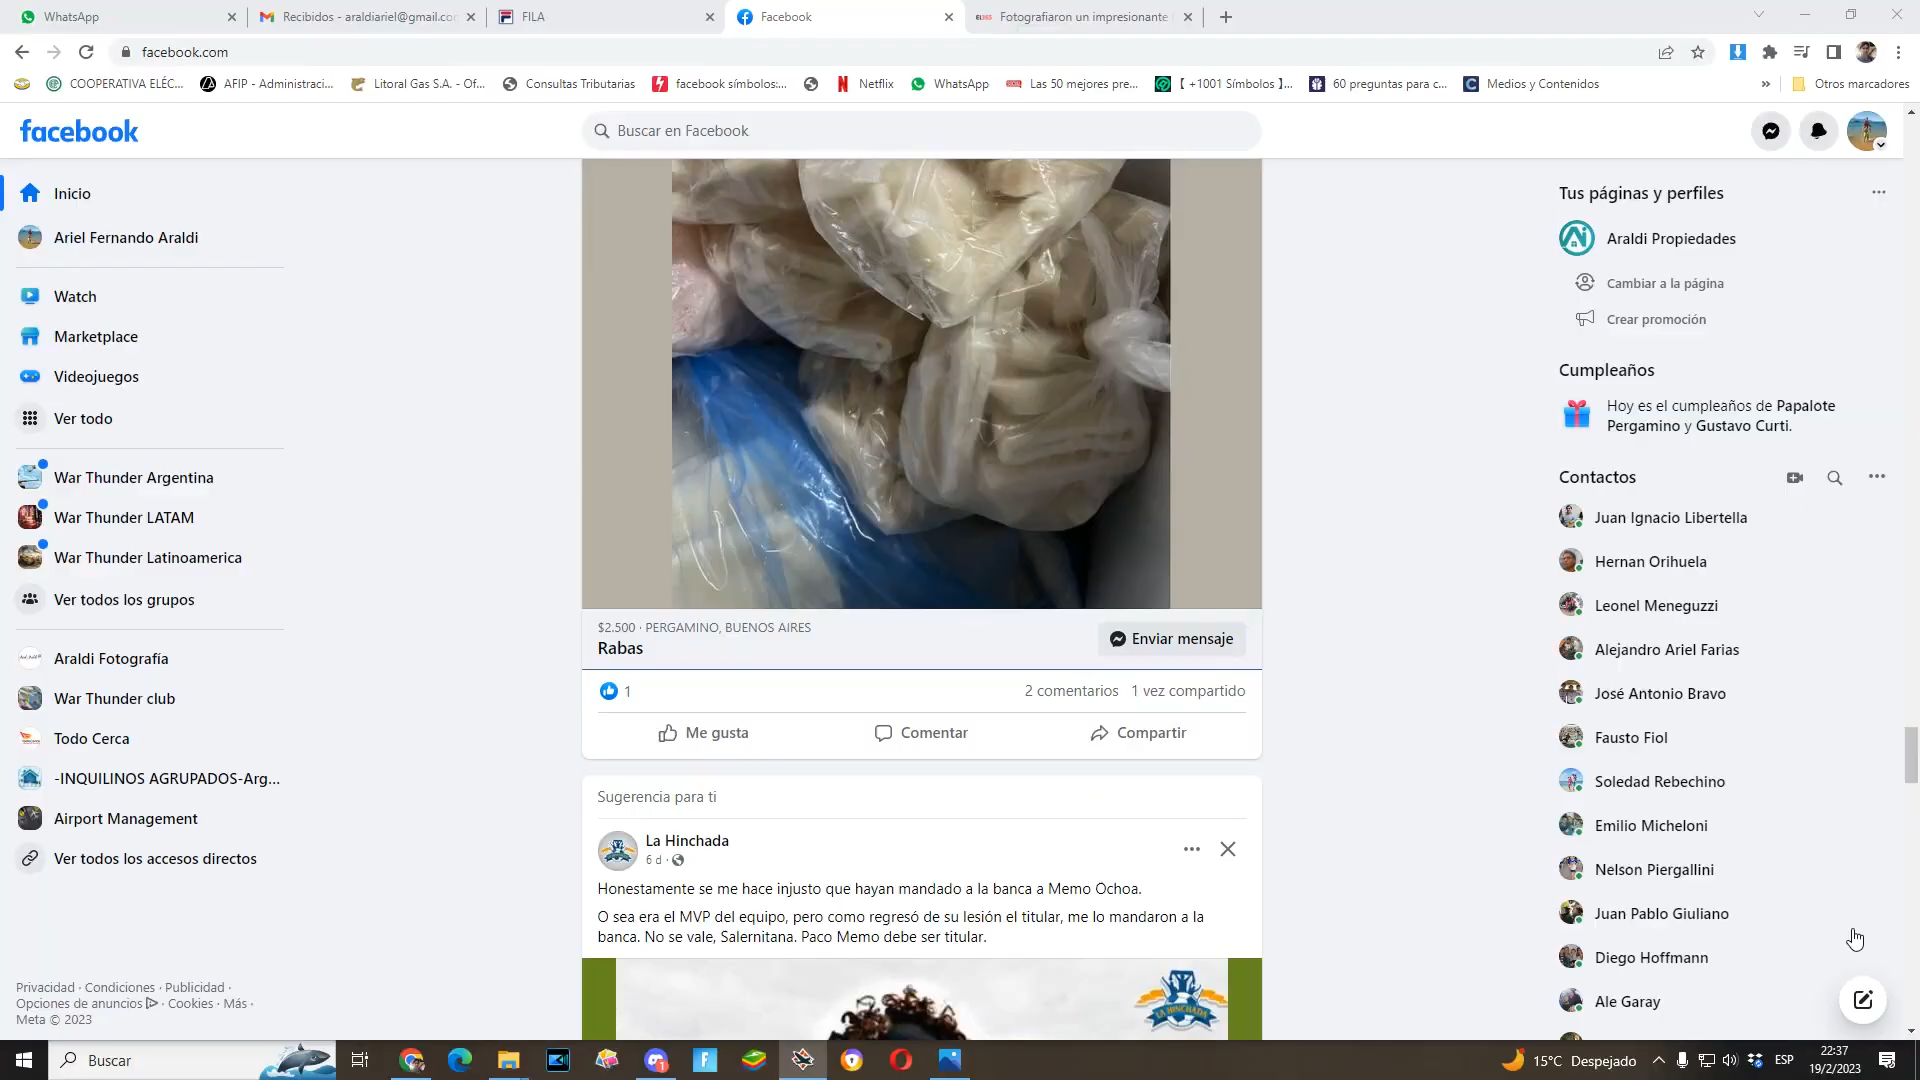 WhatsApp
Recibidos - araldiariel@gmail.co
FILA
Facebook
Fotografiaron un impresionante
facebook.com
COOPERATIVA ELÉC...
AFIP - Administraci...
Litoral Gas S.A. - Of...
Consultas Tributarias
facebook símbolos:...
Netflix
WhatsApp
Las 50 mejores pre...
【 +1001 Símbolos 】...
60 preguntas para c...
Medios y Contenidos
»
Otros marcadores
facebook
Buscar en Facebook
Inicio
Ariel Fernando Araldi
Watch
Marketplace
Videojuegos
Ver todo
War Thunder Argentina
War Thunder LATAM
War Thunder Latinoamerica
Ver todos los grupos
Araldi Fotografía
War Thunder club
Todo Cerca
-INQUILINOS AGRUPADOS-Arg...
Airport Management
Ver todos los accesos directos
Privacidad · Condiciones · Publicidad ·
Opciones de anuncios · Cookies · Más ·
Meta © 2023
$2.500 · PERGAMINO, BUENOS AIRES
Rabas
Enviar mensaje
1
2 comentarios 1 vez compartido
Me gusta
Comentar
Compartir
Sugerencia para ti
La Hinchada
6 d ·
Honestamente se me hace injusto que hayan mandado a la banca a Memo Ochoa.
O sea era el MVP del equipo, pero como regresó de su lesión el titular, me lo mandaron a la
banca. No se vale, Salernitana. Paco Memo debe ser titular.
LA HINCHADA
Tus páginas y perfiles
Araldi Propiedades
Cambiar a la página
Crear promoción
Cumpleaños
Hoy es el cumpleaños de Papalote
Pergamino y Gustavo Curti.
Contactos
Juan Ignacio Libertella
Hernan Orihuela
Leonel Meneguzzi
Alejandro Ariel Farias
José Antonio Bravo
Fausto Fiol
Soledad Rebechino
Emilio Micheloni
Nelson Piergallini
Juan Pablo Giuliano
Diego Hoffmann
Ale Garay
Buscar
15°C Despejado
ESP
22:37
19/2/2023